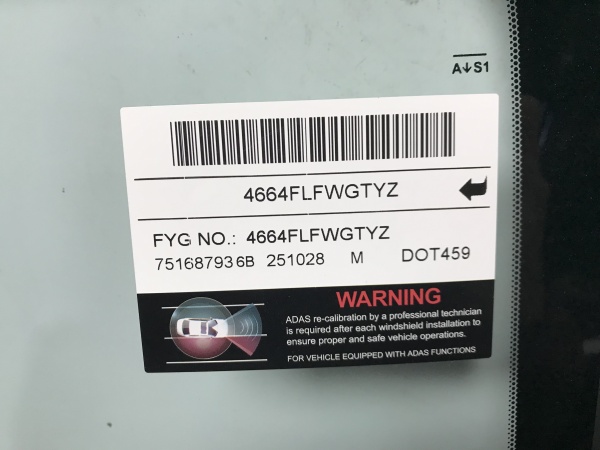 A↓S1
4664FLFWGTYZ
FYG NO.: 4664FLFWGTYZ
751687936B 251028 M DOT459
WARNING
ADAS re-calibration by a professional technician
is required after each windshield installation to
ensure proper and safe vehicle operations.
FOR VEHICLE EQUIPPED WITH ADAS FUNCTIONS